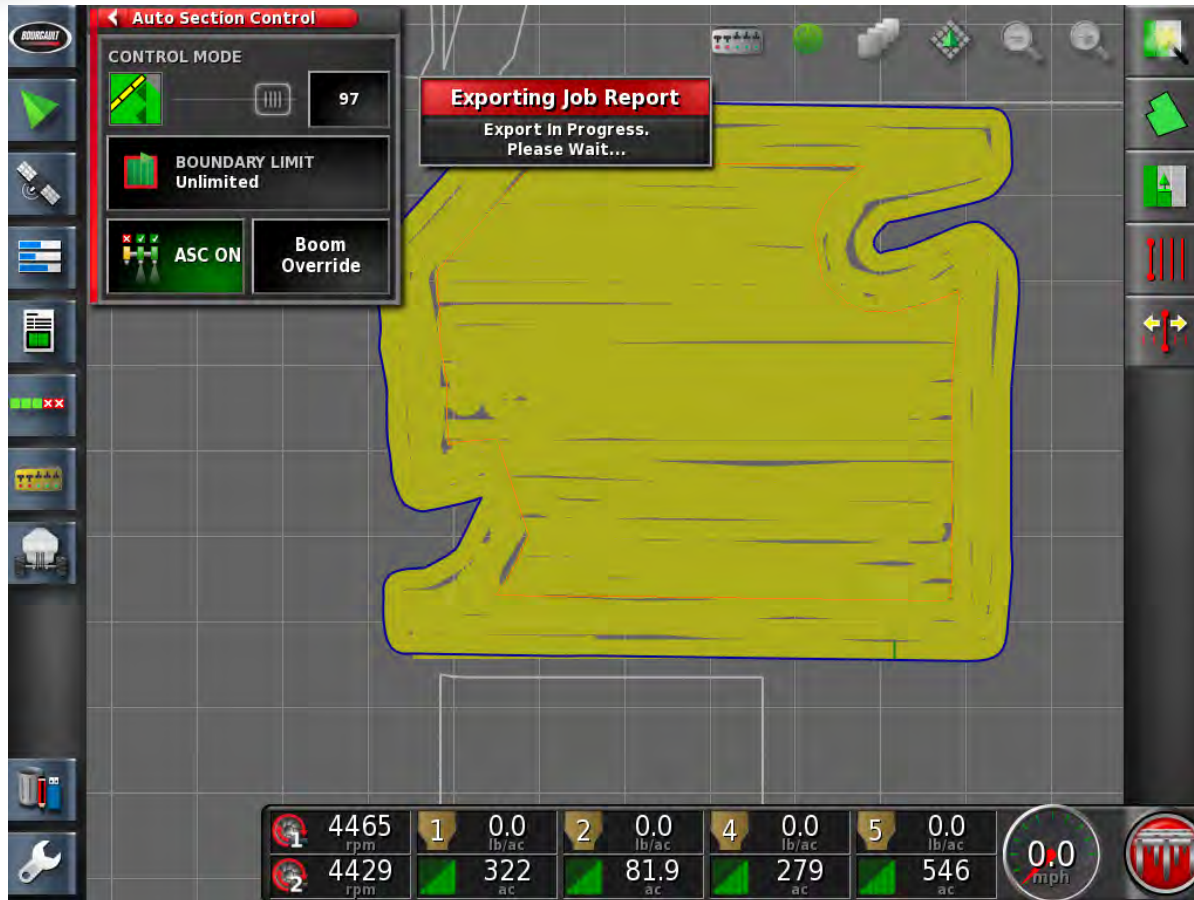 BOURGAULT
Auto Section Control
CONTROL MODE
97
BOUNDARY LIMIT
Unlimited
ASC ON
Boom
Override
Exporting Job Report
Export In Progress.
Please Wait...
1 4465 rpm
2 4429 rpm
1 0.0 lb/ac
322 ac
2 0.0 lb/ac
81.9 ac
4 0.0 lb/ac
279 ac
5 0.0 lb/ac
546 ac
0.0
mph